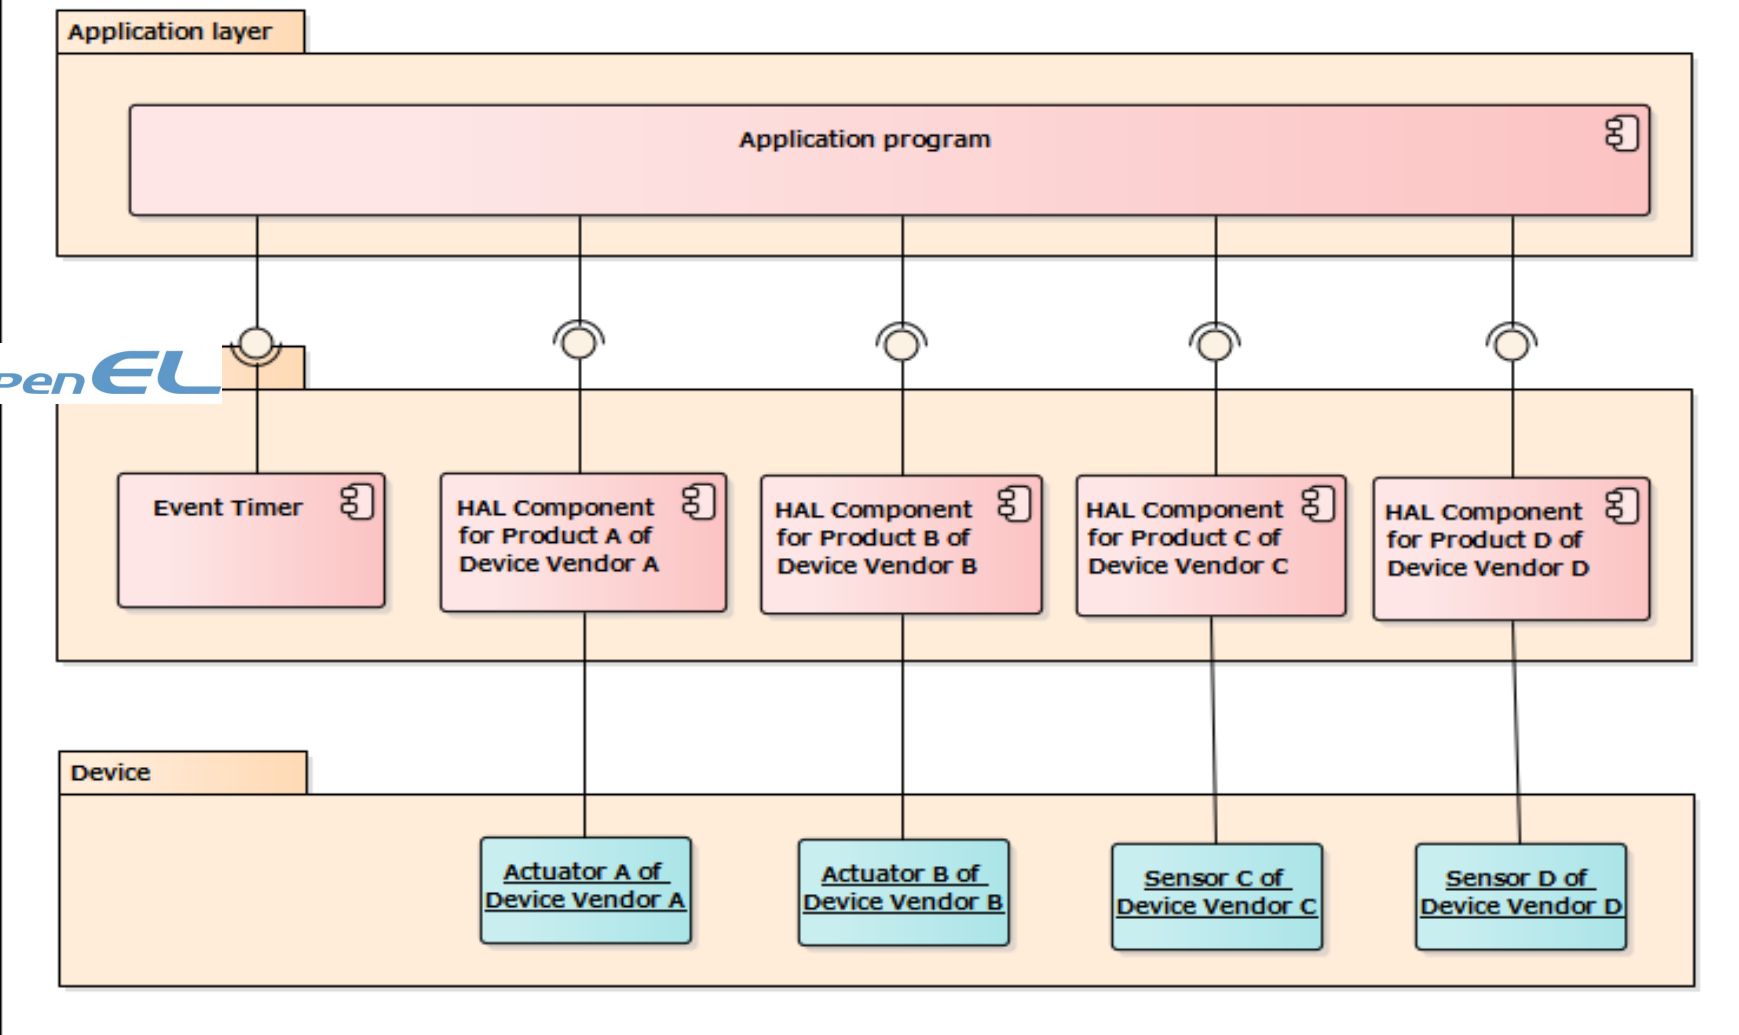 Application layer
Application program
penEL
Event Timer
HAL Component
for Product A of
Device Vendor A
HAL Component
for Product B of
Device Vendor B
HAL Component
for Product C of
Device Vendor C
HAL Component
for Product D of
Device Vendor D
Device
Actuator A of
Device Vendor A
Actuator B of
Device Vendor B
Sensor C of
Device Vendor C
Sensor D of
Device Vendor D